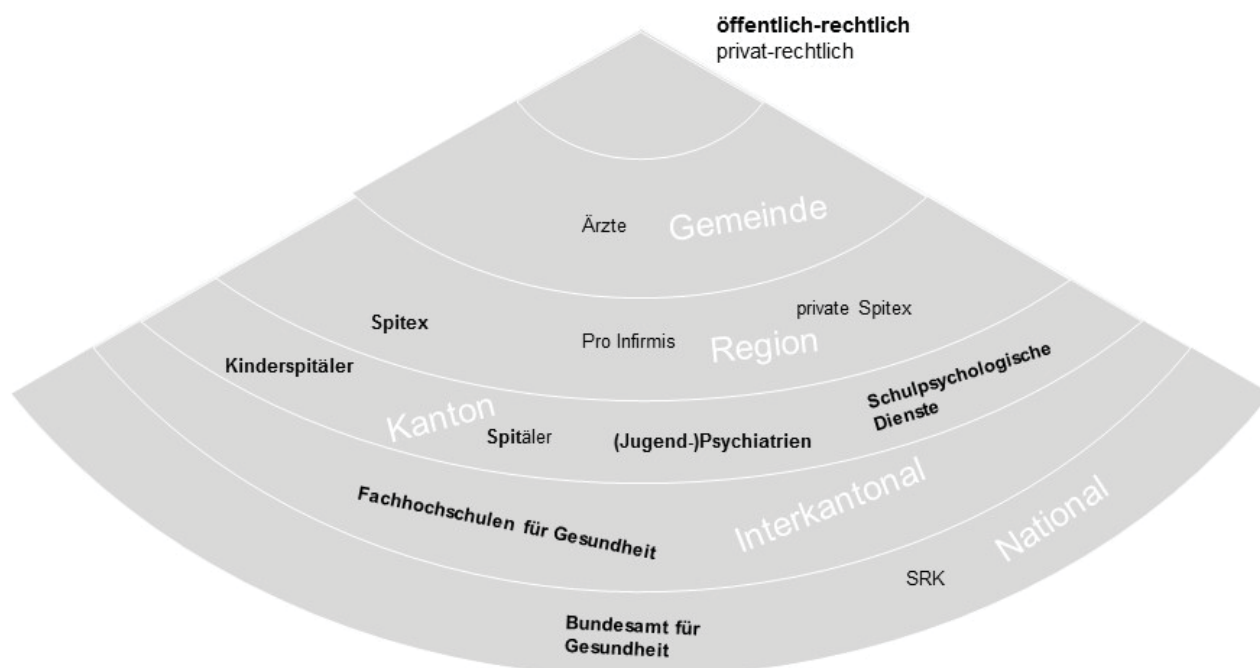 öffentlich-rechtlich
privat-rechtlich
Ärzte
Gemeinde
Spitex
Pro Infirmis
Region
private Spitex
Kinderspitäler
Kanton
Spitäler
(Jugend-)Psychiatrien
Schulpsychologische
Dienste
Fachhochschulen für Gesundheit
Interkantonal
National
SRK
Bundesamt für
Gesundheit